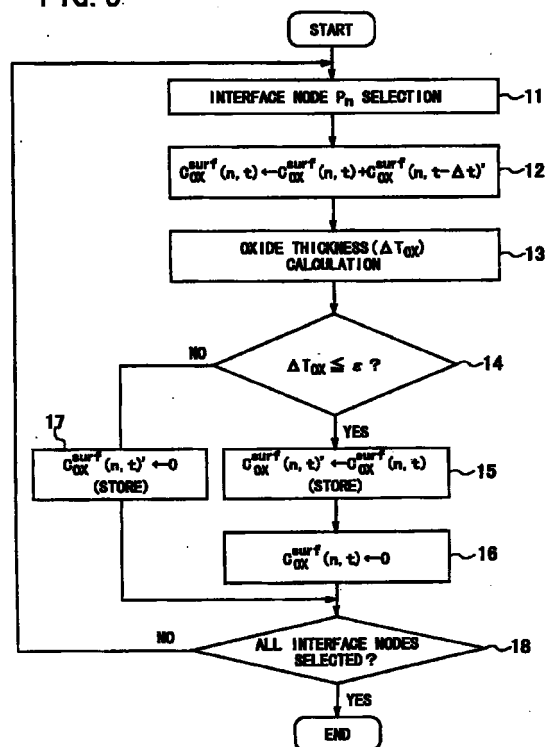 START
INTERFACE NODE Pn SELECTION
11
C_OX^surf (n, t) ← C_OX^surf (n, t) + C_OX^surf (n, t-Δt)'
12
OXIDE THICKNESS (ΔT_OX)
CALCULATION
13
ΔT_OX ≦ ε ?
14
NO
YES
17
C_OX^surf (n, t)' ← 0
(STORE)
C_OX^surf (n, t)' ← C_OX^surf (n, t)
(STORE)
15
C_OX^surf (n, t) ← 0
16
NO
ALL INTERFACE NODES
SELECTED ?
18
YES
END